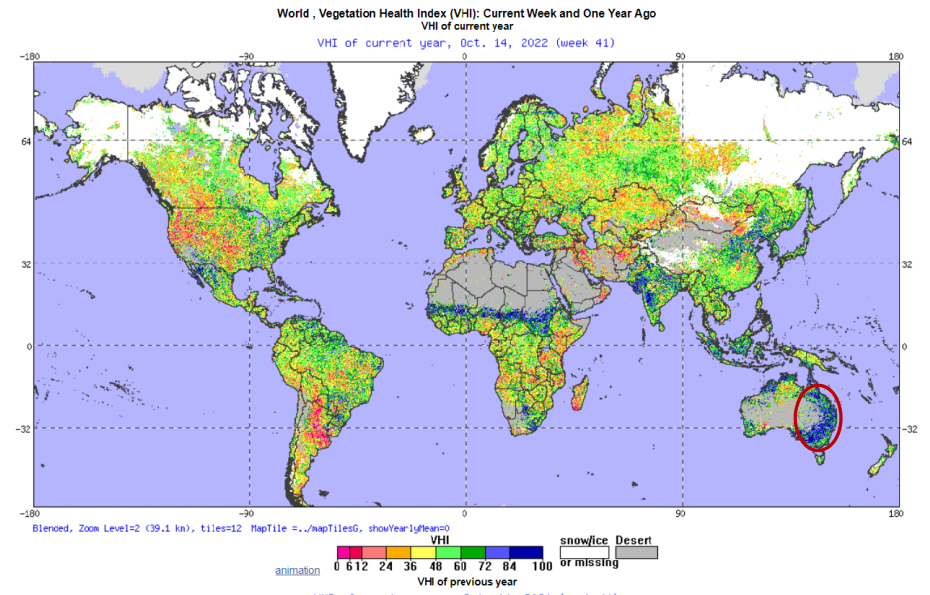 World , Vegetation Health Index (VHI): Current Week and One Year Ago
VHI of current year
VHI of current year, Oct. 14, 2022 (week 41)
-180 -90 0 90 180
64 64
32 32
0 0
-32 -32
-180 -90 0 90 180
Blended, Zoom Level=2 (39.1 km), tiles=12 MapTile =../mapTilesG, showYearlyMean=0
VHI snow/ice Desert
or missing
0 6 12 24 36 48 60 72 84 100
animation
VHI of previous year